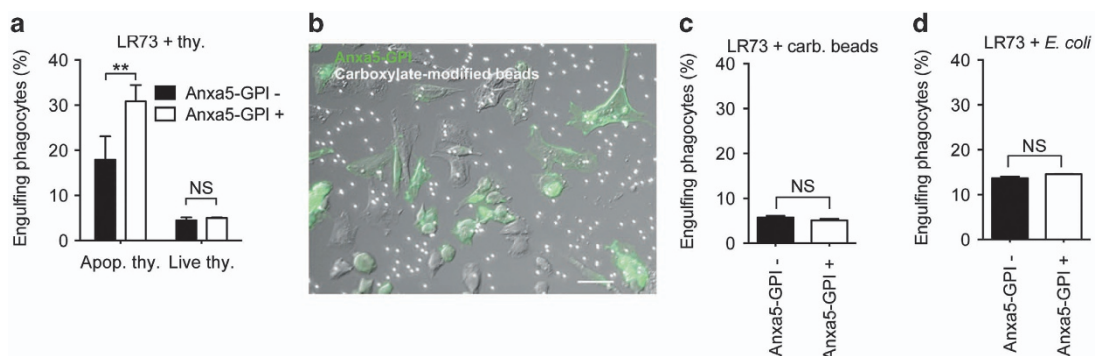 a
LR73 + thy.
Engulfing phagocytes (%)
40
30
20
10
0
**
NS
Anxa5-GPI -
Anxa5-GPI +
Apop. thy.
Live thy.
b
Anxa5-GPI
Carboxylate-modified beads
c
LR73 + carb. beads
Engulfing phagocytes (%)
40
30
20
10
0
NS
Anxa5-GPI -
Anxa5-GPI +
d
LR73 + E. coli
Engulfing phagocytes (%)
40
30
20
10
0
NS
Anxa5-GPI -
Anxa5-GPI +